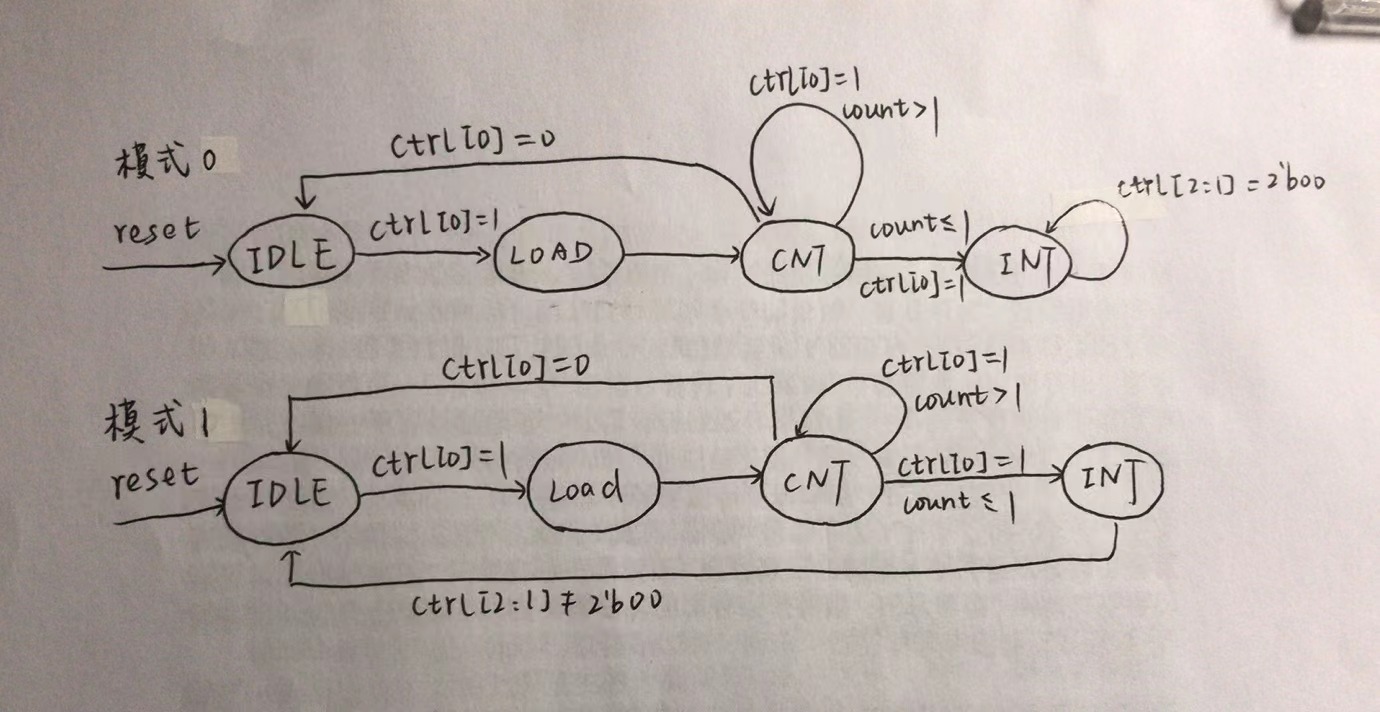 ctrl[0]=1
count>1
ctrl[0]=0
模式0
ctrl[2:1]=2'b00
reset
ctrl[0]=1
count≤1
IDLE
LOAD
CNT
INT
ctrl[0]=1
ctrl[0]=0
ctrl[0]=1
count>1
模式1
reset
ctrl[0]=1
ctrl[0]=1
IDLE
Load
CNT
INT
count≤1
ctrl[2:1]≠2'b00